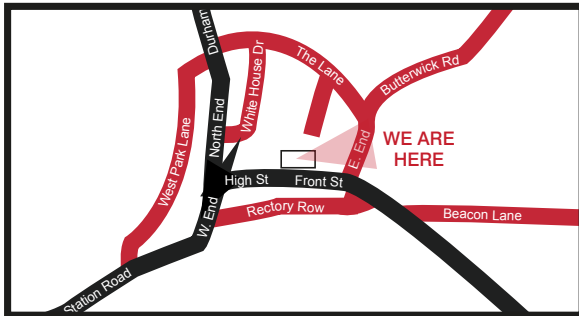 Durham
The Lane
Butterwick Rd
White House Dr
North End
West Park Lane
E. End
WE ARE
HERE
High St
Front St
Rectory Row
Beacon Lane
W. End
Station Road